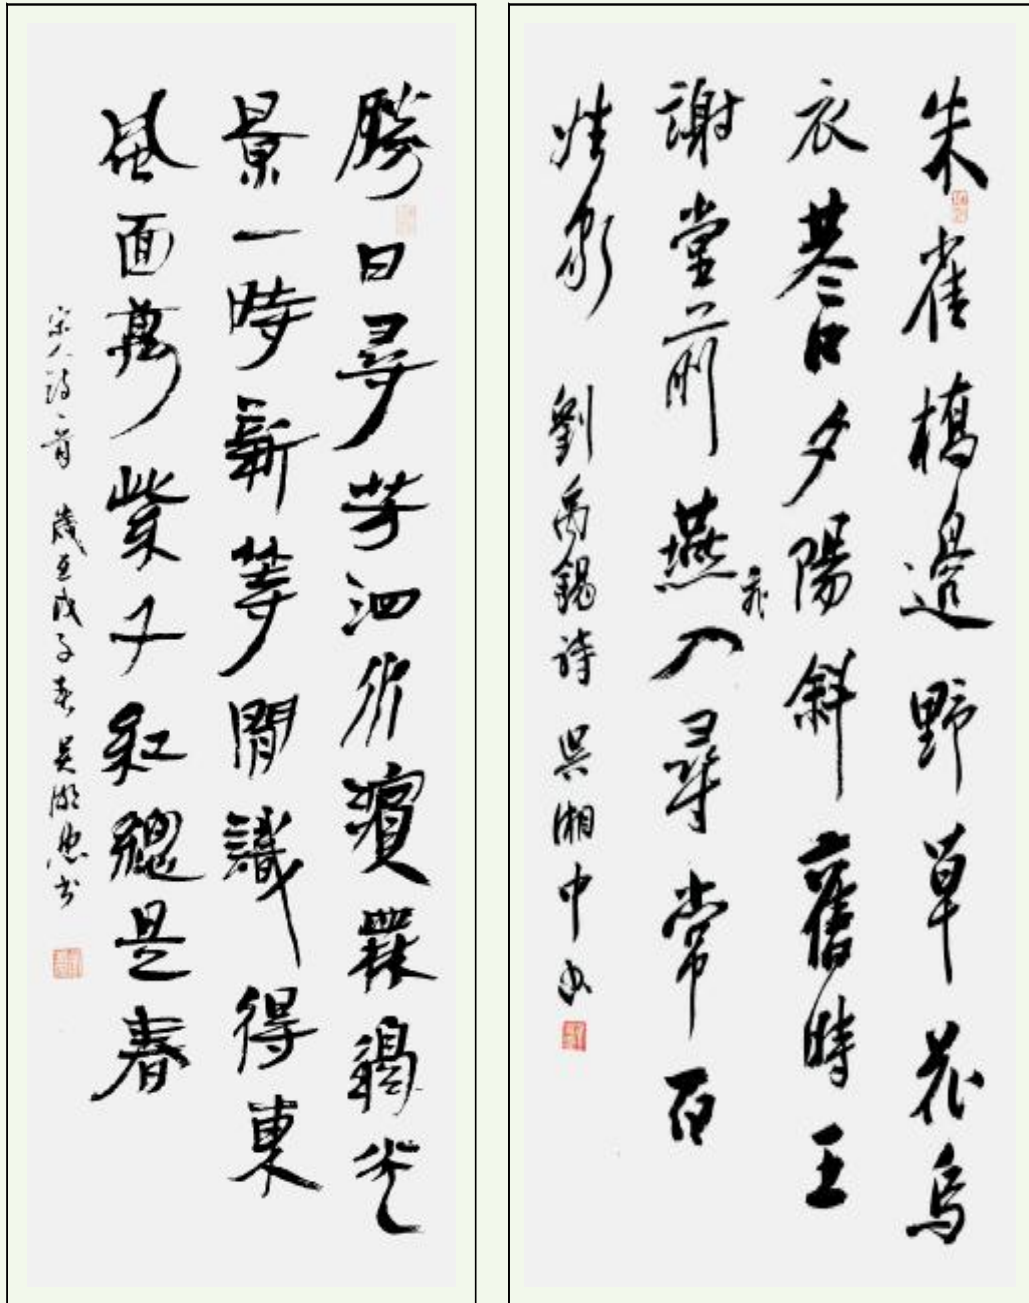 朱雀橋邊野草花烏
衣巷口夕陽斜舊時王
謝堂前燕入尋常百
飛
姓家 劉禹錫詩 吳湘中書
勝日尋芳泗水濱無邊光
景一時新等閒識得東
風面萬紫千紅總是春
宋人詩一首 歲在戊子春 吴